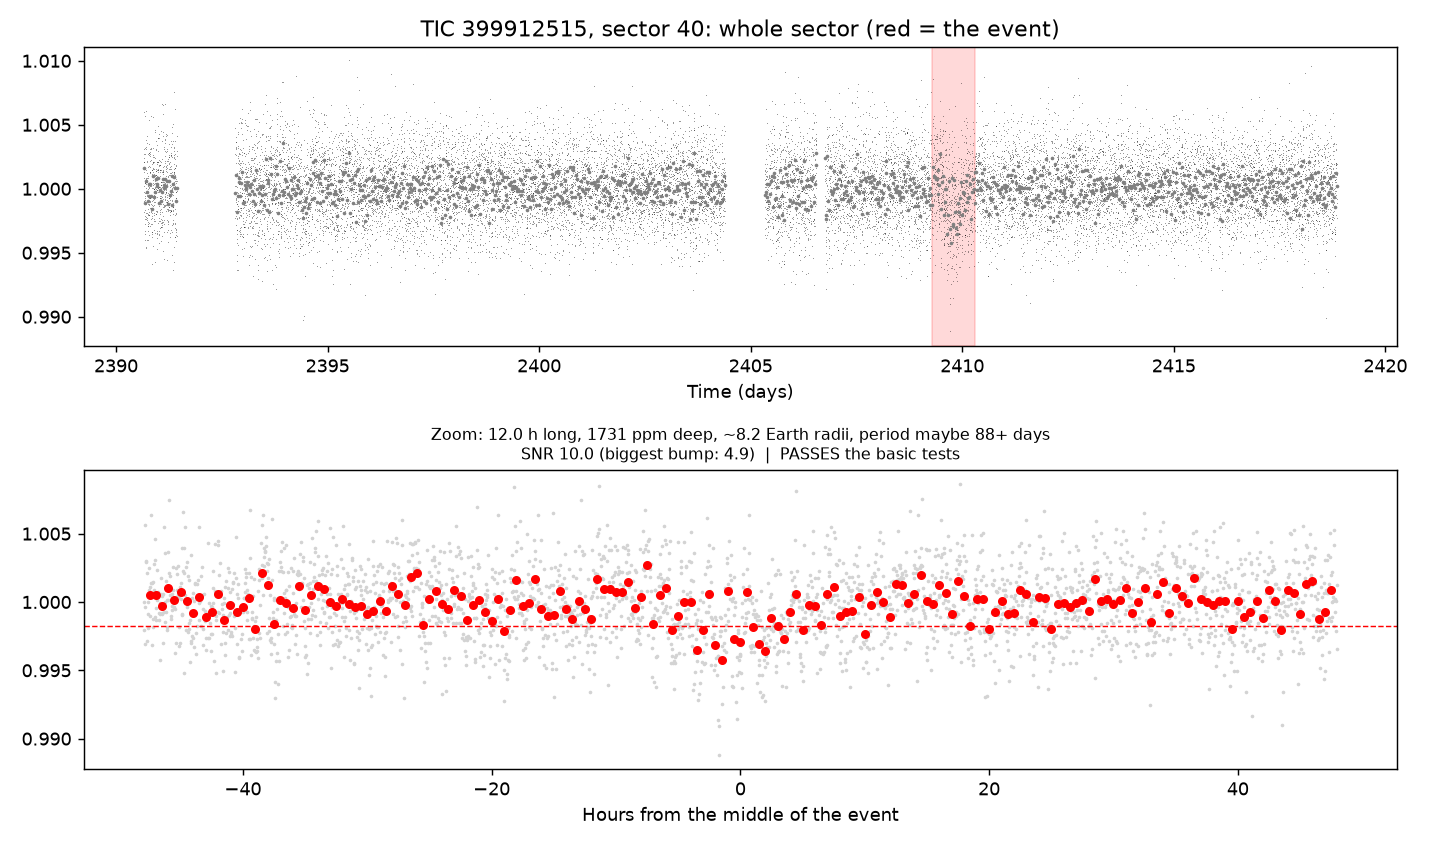 TIC 399912515, sector 40: whole sector (red = the event)
1.010
1.005
1.000
0.995
0.990
2390 2395 2400 2405 2410 2415 2420
Time (days)
Zoom: 12.0 h long, 1731 ppm deep, ~8.2 Earth radii, period maybe 88+ days
SNR 10.0 (biggest bump: 4.9) | PASSES the basic tests
1.005
1.000
0.995
0.990
−40 −20 0 20 40
Hours from the middle of the event